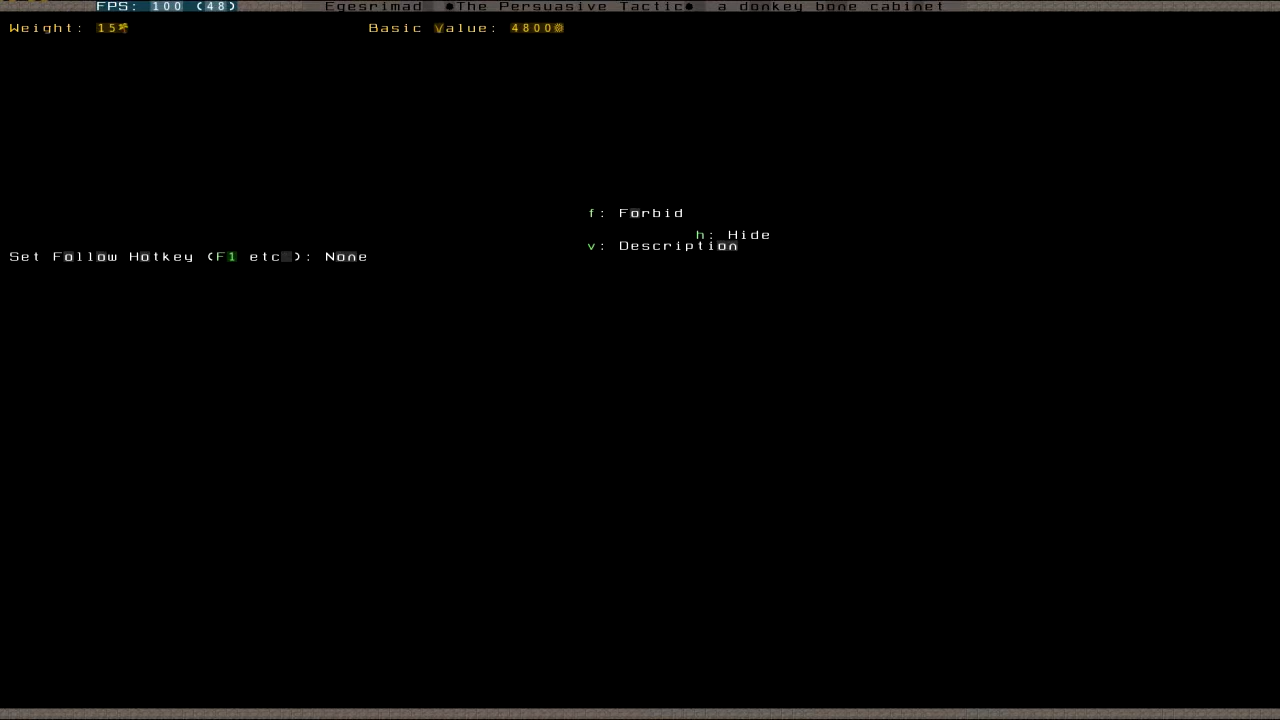 FPS: 100 (48) Egesrimad *The Persuasive Tactic* a donkey bone cabinet
Weight: 15 Basic Value: 4800☼
f: Forbid
h: Hide
v: Description
Set Follow Hotkey (F1 etc ): None